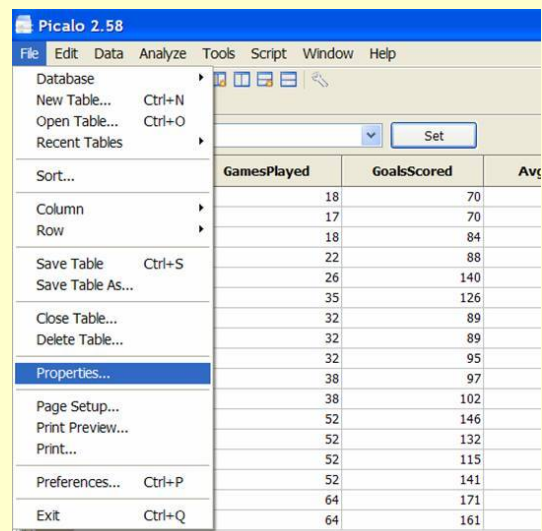 Picalo 2.58
File Edit Data Analyze Tools Script Window Help
Database
New Table... Ctrl+N
Open Table... Ctrl+O
Recent Tables
Set
Sort...
GamesPlayed GoalsScored Avg
Column
Row
Save Table Ctrl+S
Save Table As...
Close Table...
Delete Table...
Properties...
Page Setup...
Print Preview...
Print...
Preferences... Ctrl+P
Exit Ctrl+Q
18 70
17 70
18 84
22 88
26 140
35 126
32 89
32 89
32 95
38 97
38 102
52 146
52 132
52 115
52 141
64 171
64 161